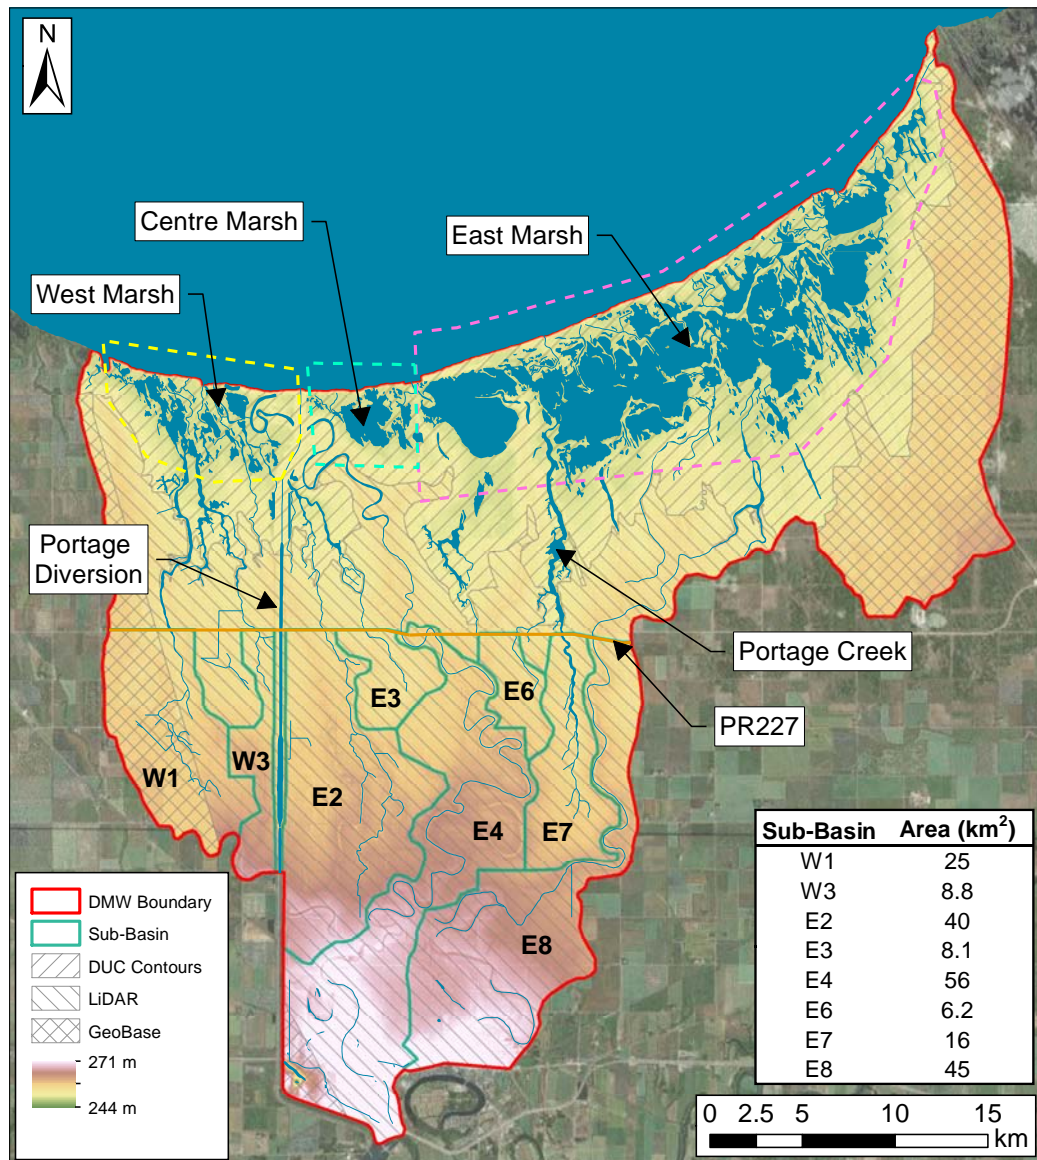 N
Centre Marsh
East Marsh
West Marsh
Portage
Diversion
Portage Creek
PR227
E3
E6
W3
W1
E2
E4
E7
E8
Sub-Basin Area (km²)
W1 25
W3 8.8
E2 40
E3 8.1
E4 56
E6 6.2
E7 16
E8 45
DMW Boundary
Sub-Basin
DUC Contours
LiDAR
GeoBase
271 m
244 m
0 2.5 5 10 15
km